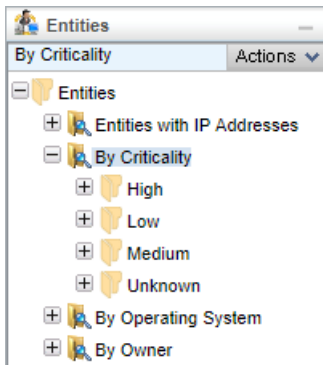 Entities
By Criticality Actions
Entities
Entities with IP Addresses
By Criticality
High
Low
Medium
Unknown
By Operating System
By Owner